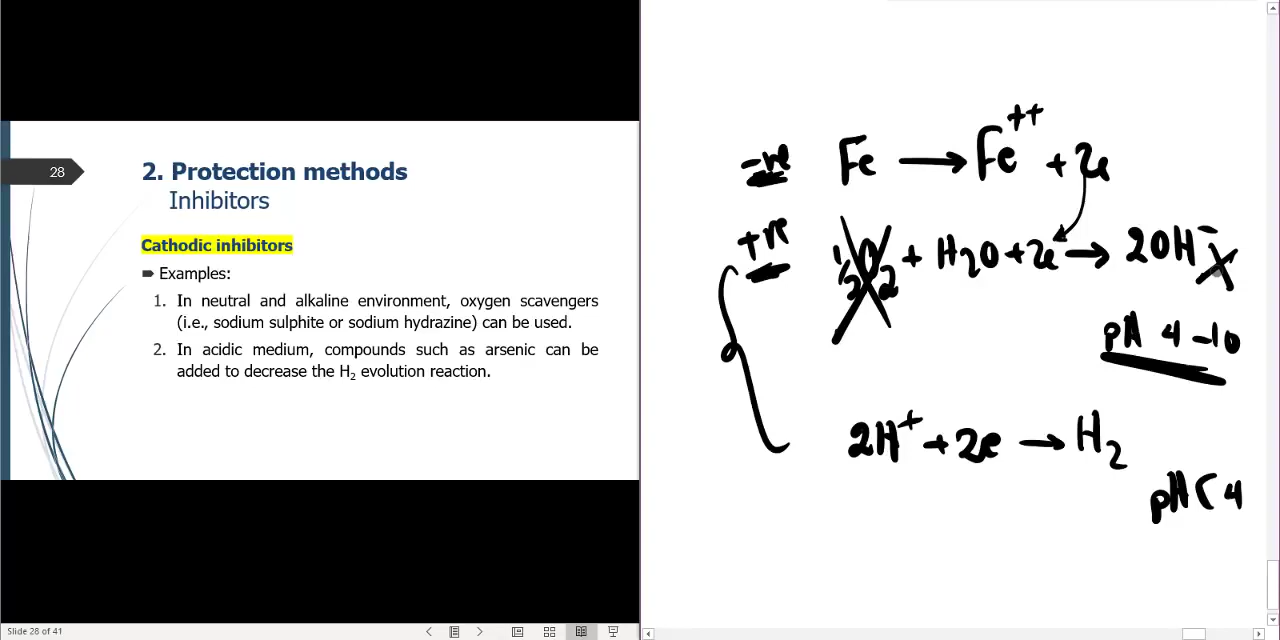 28
2. Protection methods
Inhibitors
Cathodic inhibitors
Examples:
1. In neutral and alkaline environment, oxygen scavengers
(i.e., sodium sulphite or sodium hydrazine) can be used.
2. In acidic medium, compounds such as arsenic can be
added to decrease the H₂ evolution reaction.
Slide 28 of 41
-ve Fe → Fe⁺⁺ + 2e
+ve ½O₂ + H₂O + 2e → 2OH⁻
pH 4-10
2H⁺ + 2e → H₂
pH < 4